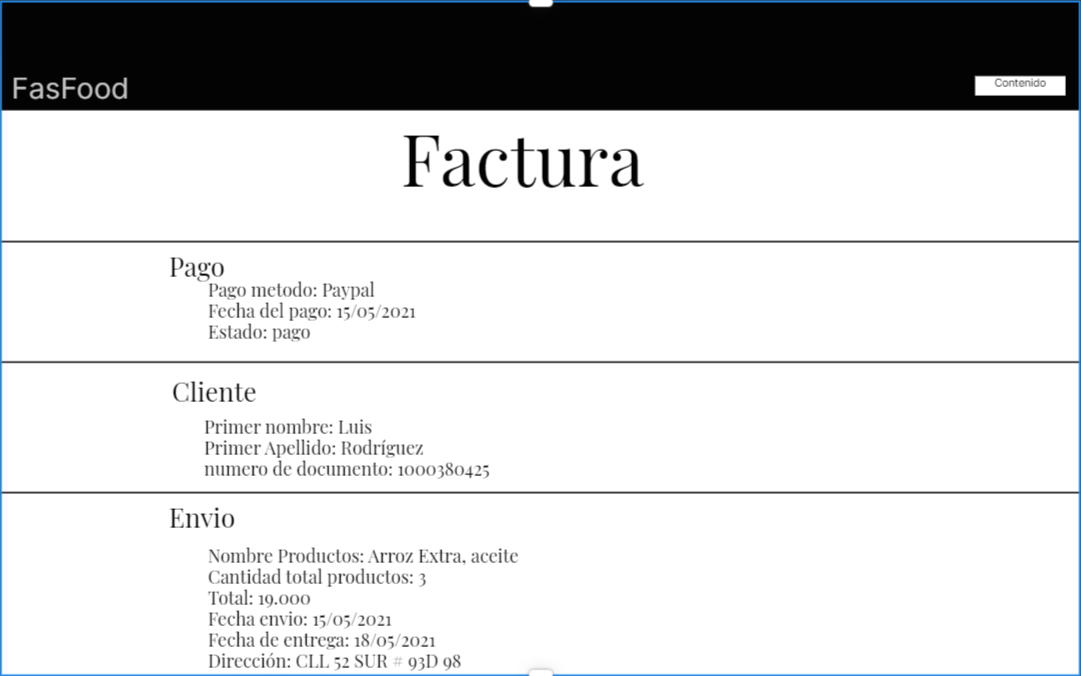 FasFood
Contenido
Factura
Pago
Pago metodo: Paypal
Fecha del pago: 15/05/2021
Estado: pago
Cliente
Primer nombre: Luis
Primer Apellido: Rodríguez
numero de documento: 1000380425
Envio
Nombre Productos: Arroz Extra, aceite
Cantidad total productos: 3
Total: 19.000
Fecha envio: 15/05/2021
Fecha de entrega: 18/05/2021
Dirección: CLL 52 SUR # 93D 98